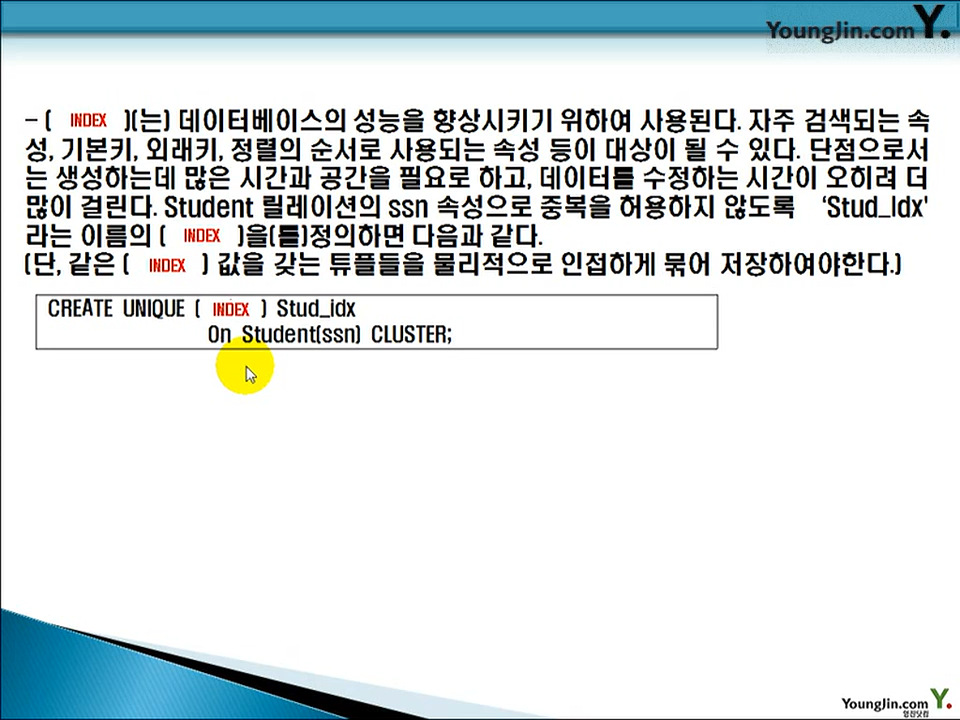 YoungJin.com Y.
- ( INDEX )(는) 데이터베이스의 성능을 향상시키기 위하여 사용된다. 자주 검색되는 속
성, 기본키, 외래키, 정렬의 순서로 사용되는 속성 등이 대상이 될 수 있다. 단점으로서
는 생성하는데 많은 시간과 공간을 필요로 하고, 데이터를 수정하는 시간이 오히려 더
많이 걸린다. Student 릴레이션의 ssn 속성으로 중복을 허용하지 않도록 ‘Stud_Idx'
라는 이름의 ( INDEX )을(를)정의하면 다음과 같다.
(단, 같은 ( INDEX ) 값을 갖는 튜플들을 물리적으로 인접하게 묶어 저장하여야한다.)
CREATE UNIQUE ( INDEX ) Stud_idx
On Student(ssn) CLUSTER;
YoungJin.com Y.
영진닷컴